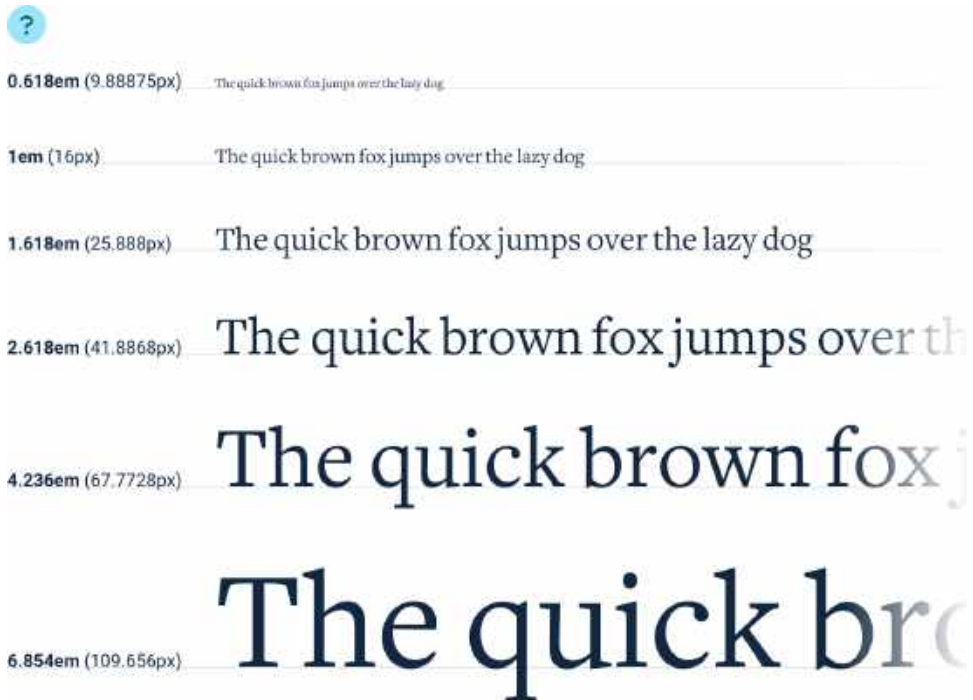 ?
0.618em (9.88875px) The quick brown fox jumps over the lazy dog
1em (16px) The quick brown fox jumps over the lazy dog
1.618em (25.888px) The quick brown fox jumps over the lazy dog
2.618em (41.8868px) The quick brown fox jumps over th
4.236em (67.7728px) The quick brown fox j
6.854em (109.656px) The quick bro